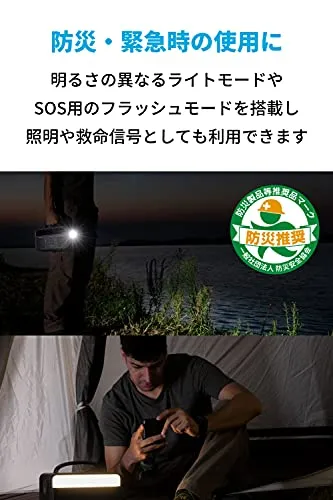 防災・緊急時の使用に
明るさの異なるライトモードや
SOS用のフラッシュモードを搭載し
照明や救命信号としても利用できます
防災製品等推奨品マーク
防災推奨
一般社団法人 防災安全協会